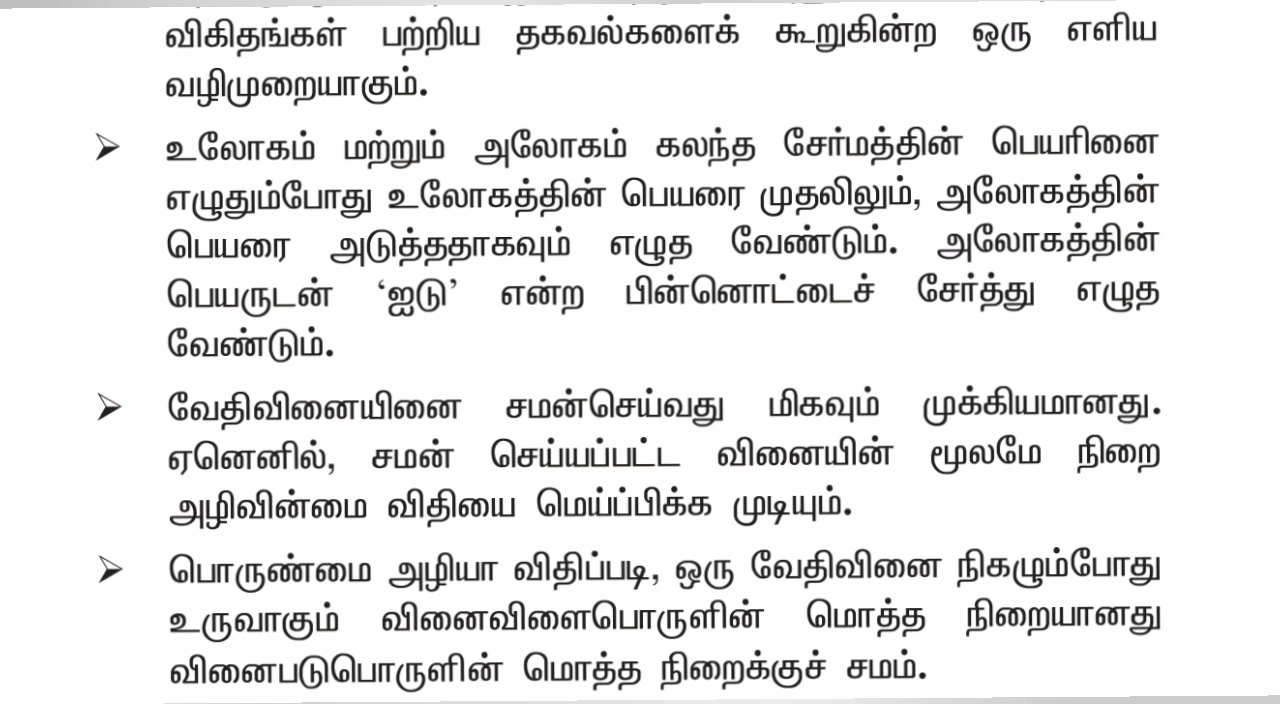 விகிதங்கள் பற்றிய தகவல்களைக் கூறுகின்ற ஒரு எளிய
வழிமுறையாகும்.
➢ உலோகம் மற்றும் அலோகம் கலந்த சேர்மத்தின் பெயரினை
எழுதும்போது உலோகத்தின் பெயரை முதலிலும், அலோகத்தின்
பெயரை அடுத்ததாகவும் எழுத வேண்டும். அலோகத்தின்
பெயருடன் ‘ஐடு’ என்ற பின்னொட்டைச் சேர்த்து எழுத
வேண்டும்.
➢ வேதிவினையினை சமன்செய்வது மிகவும் முக்கியமானது.
ஏனெனில், சமன் செய்யப்பட்ட வினையின் மூலமே நிறை
அழிவின்மை விதியை மெய்ப்பிக்க முடியும்.
➢ பொருண்மை அழியா விதிப்படி, ஒரு வேதிவினை நிகழும்போது
உருவாகும் வினைவிளைபொருளின் மொத்த நிறையானது
வினைபடுபொருளின் மொத்த நிறைக்குச் சமம்.